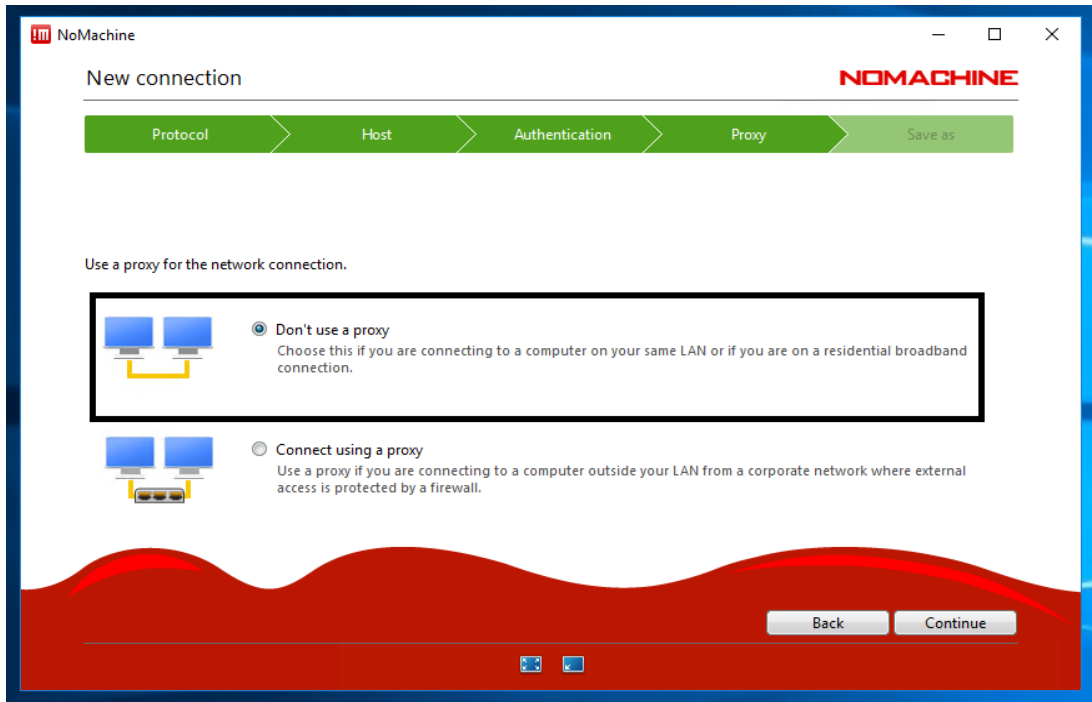 NoMachine
New connection
NOMACHINE
Protocol
Host
Authentication
Proxy
Save as
Use a proxy for the network connection.
Don't use a proxy
Choose this if you are connecting to a computer on your same LAN or if you are on a residential broadband
connection.
Connect using a proxy
Use a proxy if you are connecting to a computer outside your LAN from a corporate network where external
access is protected by a firewall.
Back
Continue